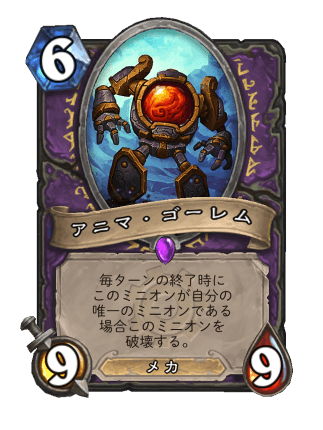 6
アニマ・ゴーレム
毎ターンの終了時に
このミニオンが自分の
唯一のミニオンである
場合このミニオンを
破壊する。
9
メカ
9